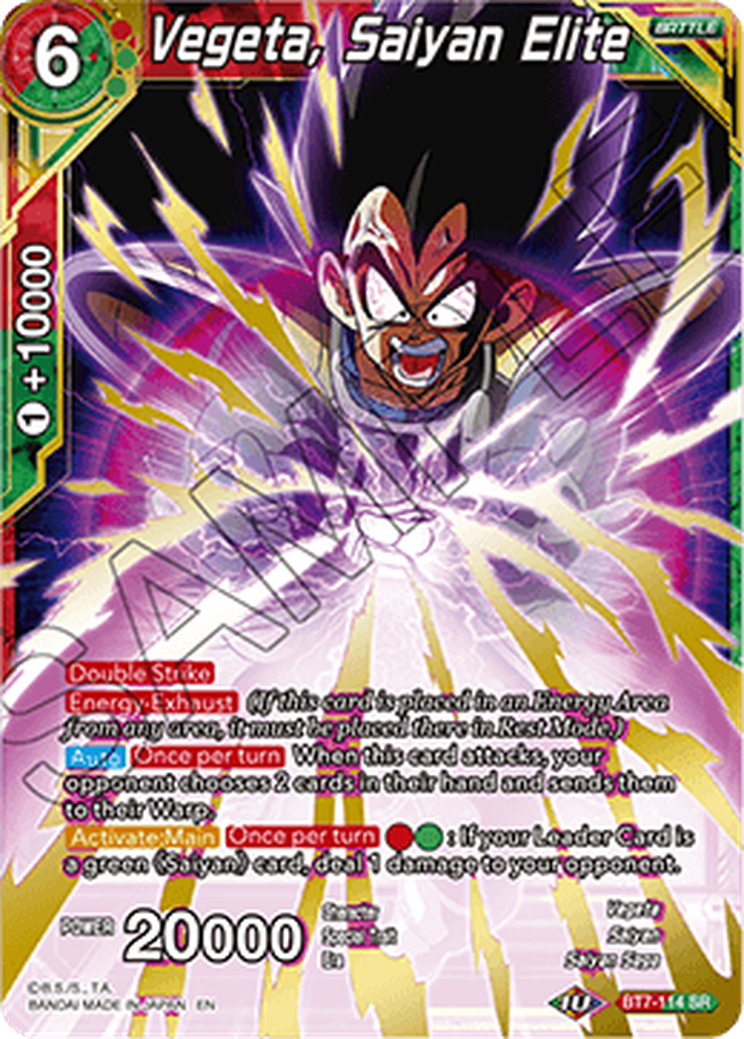 6
Vegeta, Saiyan Elite
BATTLE
1 +10000
SAMPLE
Double Strike
Energy-Exhaust (If this card is placed in an Energy Area
from any area, it must be placed there in Rest Mode.)
Auto Once per turn When this card attacks, your
opponent chooses 2 cards in their hand and sends them
to their Warp.
Activate:Main Once per turn : If your Leader Card is
a green 《Saiyan》 card, deal 1 damage to your opponent.
POWER 20000
Character Vegeta
Special Trait Saiyan
Era Saiyan Saga
©B.S./S., T.A.
BANDAI MADE IN JAPAN EN
1U BT7-114 SR